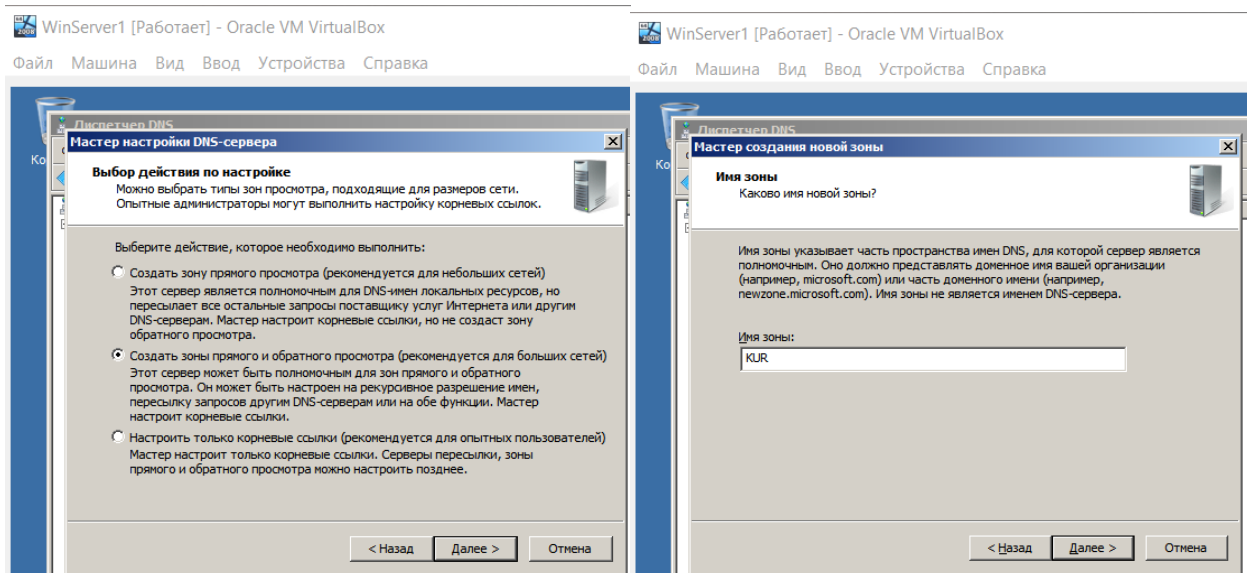 WinServer1 [Работает] - Oracle VM VirtualBox
Файл Машина Вид Ввод Устройства Справка
Диспетчер DNS
Мастер настройки DNS-сервера
Выбор действия по настройке
Можно выбрать типы зон просмотра, подходящие для размеров сети.
Опытные администраторы могут выполнить настройку корневых ссылок.
Выберите действие, которое необходимо выполнить:
Создать зону прямого просмотра (рекомендуется для небольших сетей)
Этот сервер является полномочным для DNS-имен локальных ресурсов, но
пересылает все остальные запросы поставщику услуг Интернета или другим
DNS-серверам. Мастер настроит корневые ссылки, но не создаст зону
обратного просмотра.
Создать зоны прямого и обратного просмотра (рекомендуется для больших сетей)
Этот сервер может быть полномочным для зон прямого и обратного
просмотра. Он может быть настроен на рекурсивное разрешение имен,
пересылку запросов другим DNS-серверам или на обе функции. Мастер
настроит корневые ссылки.
Настроить только корневые ссылки (рекомендуется для опытных пользователей)
Мастер настроит только корневые ссылки. Серверы пересылки, зоны
прямого и обратного просмотра можно настроить позднее.
< Назад Далее > Отмена
WinServer1 [Работает] - Oracle VM VirtualBox
Файл Машина Вид Ввод Устройства Справка
Диспетчер DNS
Мастер создания новой зоны
Имя зоны
Каково имя новой зоны?
Имя зоны указывает часть пространства имен DNS, для которой сервер является
полномочным. Оно должно представлять доменное имя вашей организации
(например, microsoft.com) или часть доменного имени (например,
newzone.microsoft.com). Имя зоны не является именем DNS-сервера.
Имя зоны:
KUR
< Назад Далее > Отмена